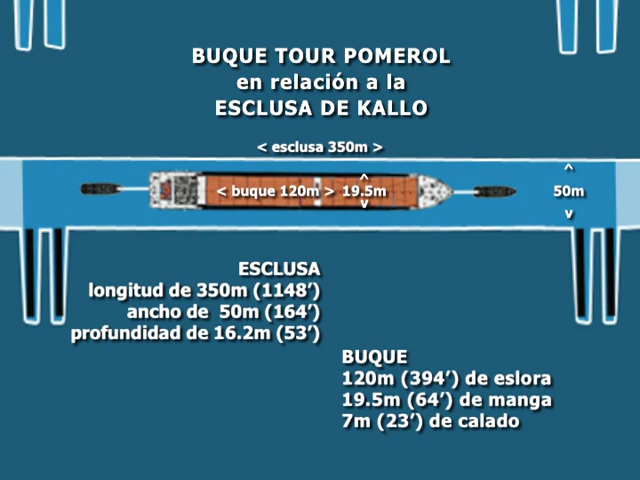 BUQUE TOUR POMEROL
en relación a la
ESCLUSA DE KALLO
< esclusa 350m >
< buque 120m >
^
19.5m
v
^
50m
v
ESCLUSA
longitud de 350m (1148’)
ancho de  50m (164’)
profundidad de 16.2m (53’)
BUQUE
120m (394’) de eslora
19.5m (64’) de manga
7m (23’) de calado